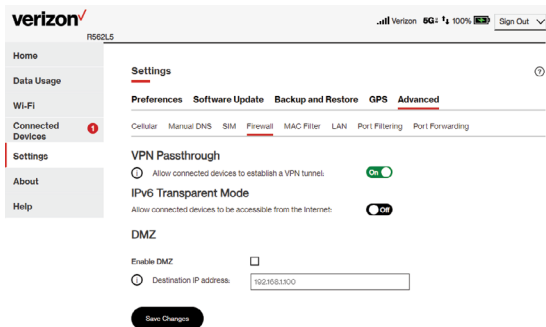 verizon✓
Verizon 5G 100% Sign Out
R562L5
Home
Data Usage
Wi-Fi
Connected Devices 1
Settings
About
Help
Settings
Preferences Software Update Backup and Restore GPS Advanced
Cellular Manual DNS SIM Firewall MAC Filter LAN Port Filtering Port Forwarding
VPN Passthrough
Allow connected devices to establish a VPN tunnel: On
IPv6 Transparent Mode
Allow connected devices to be accessible from the Internet: Off
DMZ
Enable DMZ
Destination IP address: 192.168.1.100
Save Changes